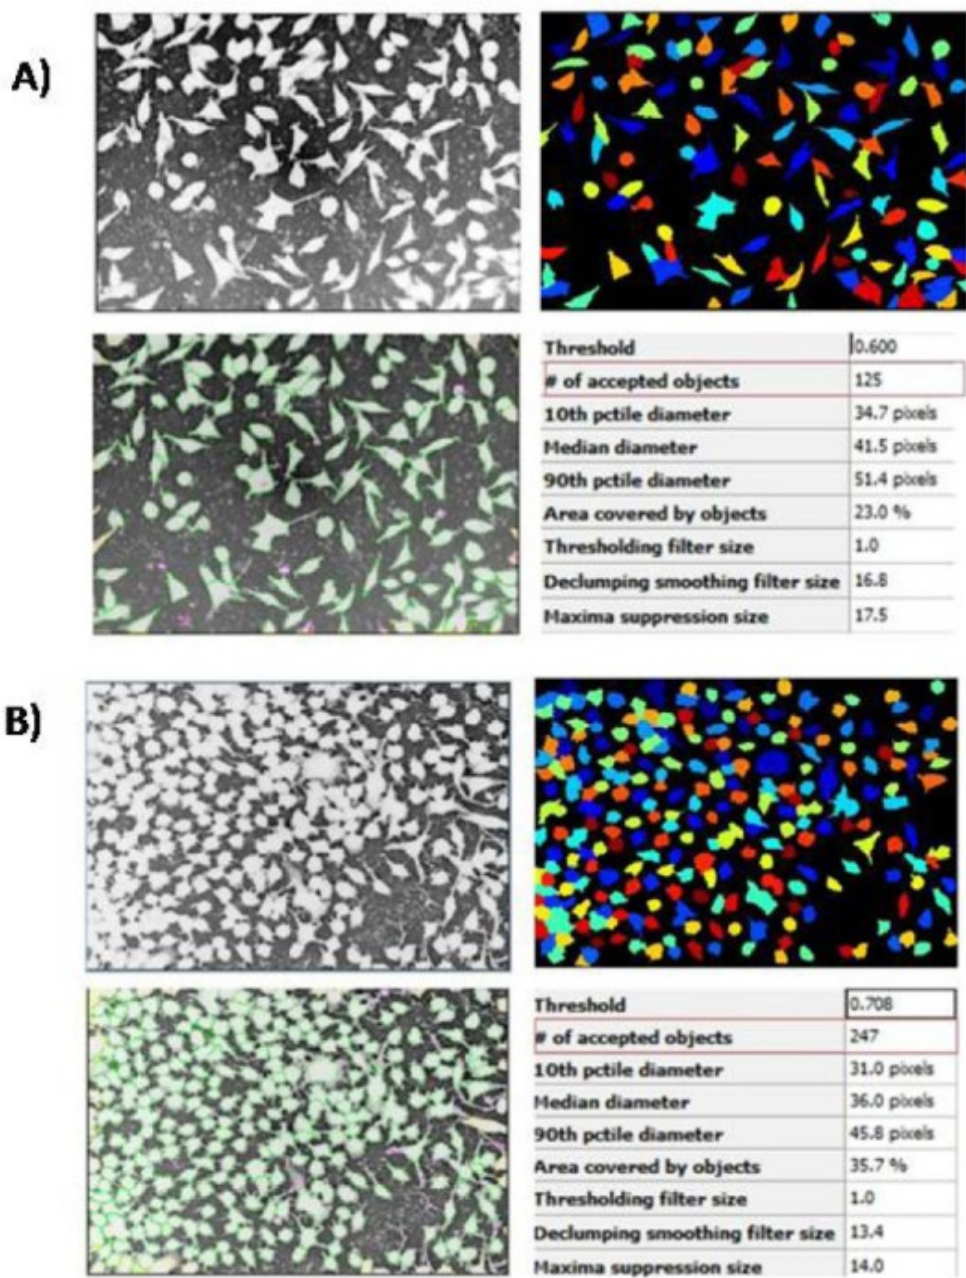 A)
Threshold 0.600
# of accepted objects 125
10th pctile diameter 34.7 pixels
Median diameter 41.5 pixels
90th pctile diameter 51.4 pixels
Area covered by objects 23.0 %
Thresholding filter size 1.0
Declumping smoothing filter size 16.8
Maxima suppression size 17.5
B)
Threshold 0.708
# of accepted objects 247
10th pctile diameter 31.0 pixels
Median diameter 36.0 pixels
90th pctile diameter 45.8 pixels
Area covered by objects 35.7 %
Thresholding filter size 1.0
Declumping smoothing filter size 13.4
Maxima suppression size 14.0